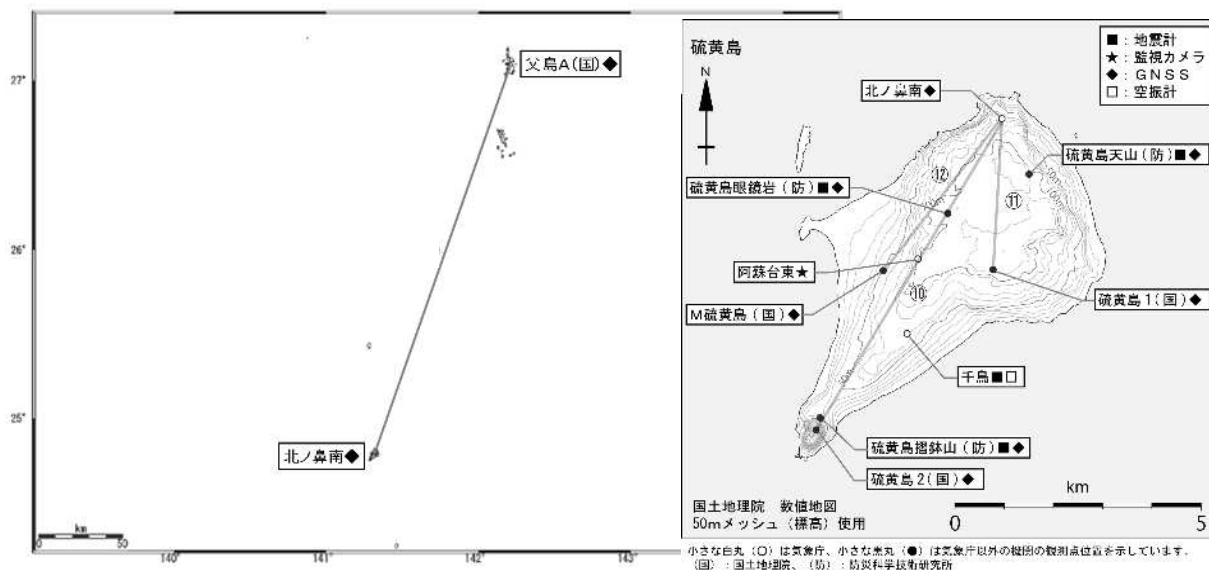 27°
26°
25°
140°
141°
142°
143°
km
0
50
父島A(国)◆
北ノ鼻南◆
硫黄島
N
■：地震計
★：監視カメラ
◆：GNSS
□：空振計
北ノ鼻南◆
硫黄島天山(防)■◆
⑫
硫黄島眼鏡岩(防)■◆
⑪
阿蘇台東★
⑩
M硫黄島(国)◆
硫黄島1(国)◆
千鳥■□
硫黄島摺鉢山(防)■◆
硫黄島2(国)◆
km
0
5
国土地理院 数値地図
50mメッシュ(標高)使用
小さな白丸(○)は気象庁、小さな黒丸(●)は気象庁以外の機関の観測点位置を示しています。
(国)：国土地理院、(防)：防災科学技術研究所